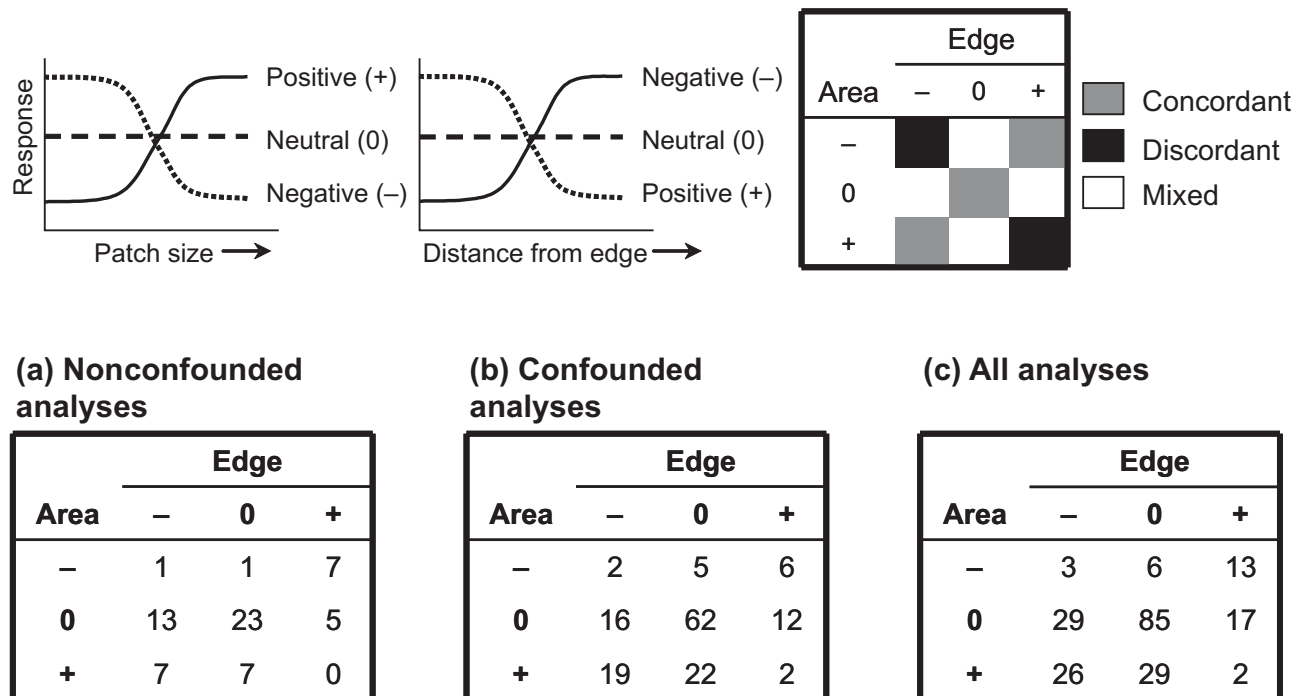 Response
Positive (+)
Neutral (0)
Negative (–)
Patch size
Negative (–)
Neutral (0)
Positive (+)
Distance from edge
Edge
Area – 0 +
–
0
+
Concordant
Discordant
Mixed
(a) Nonconfounded
analyses
Edge
Area – 0 +
– 1 1 7
0 13 23 5
+ 7 7 0
(b) Confounded
analyses
Edge
Area – 0 +
– 2 5 6
0 16 62 12
+ 19 22 2
(c) All analyses
Edge
Area – 0 +
– 3 6 13
0 29 85 17
+ 26 29 2